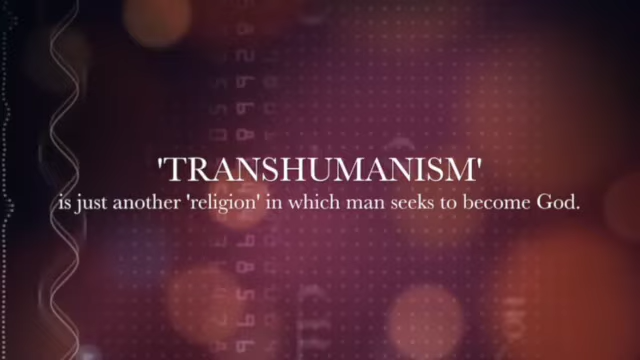 'TRANSHUMANISM'
is just another 'religion' in which man seeks to become God.